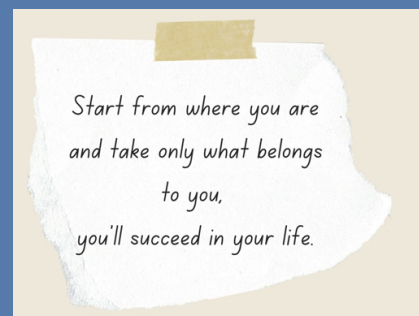 Start from where you are
and take only what belongs
to you,
you'll succeed in your life.